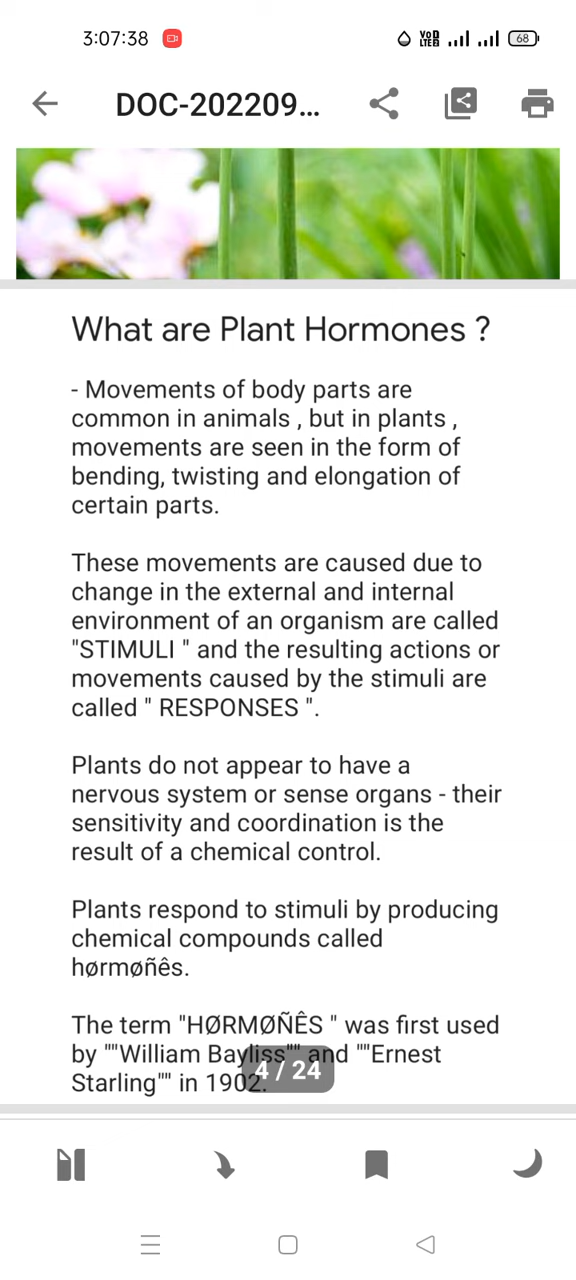 3:07:38
VoD LTE2 68
DOC-202209...
What are Plant Hormones ?
- Movements of body parts are
common in animals , but in plants ,
movements are seen in the form of
bending, twisting and elongation of
certain parts.
These movements are caused due to
change in the external and internal
environment of an organism are called
"STIMULI " and the resulting actions or
movements caused by the stimuli are
called " RESPONSES ".
Plants do not appear to have a
nervous system or sense organs - their
sensitivity and coordination is the
result of a chemical control.
Plants respond to stimuli by producing
chemical compounds called
hørmøñês.
The term "HØRMØÑÊS " was first used
by ""William Bayliss"" and ""Ernest
Starling"" in 1902.
4 / 24